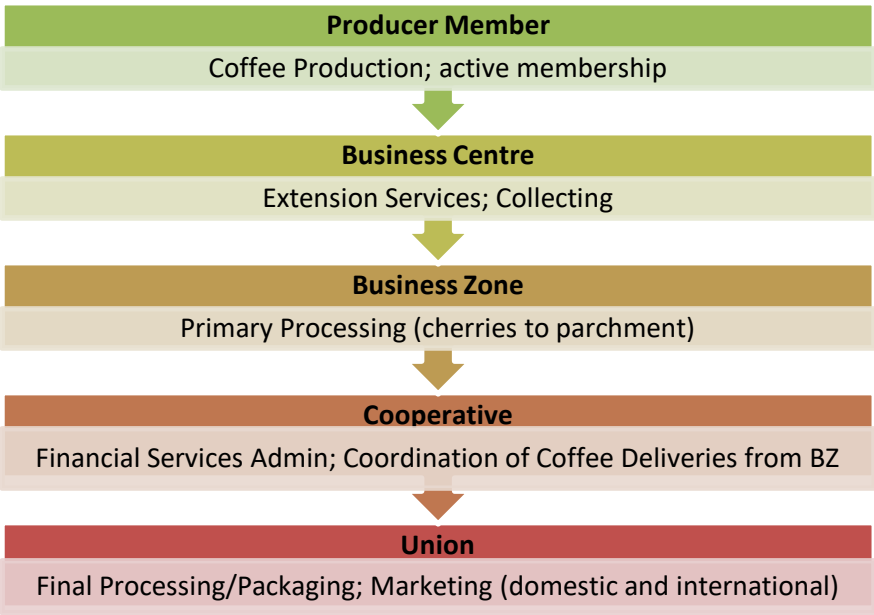 Producer Member
Coffee Production; active membership
Business Centre
Extension Services; Collecting
Business Zone
Primary Processing (cherries to parchment)
Cooperative
Financial Services Admin; Coordination of Coffee Deliveries from BZ
Union
Final Processing/Packaging; Marketing (domestic and international)